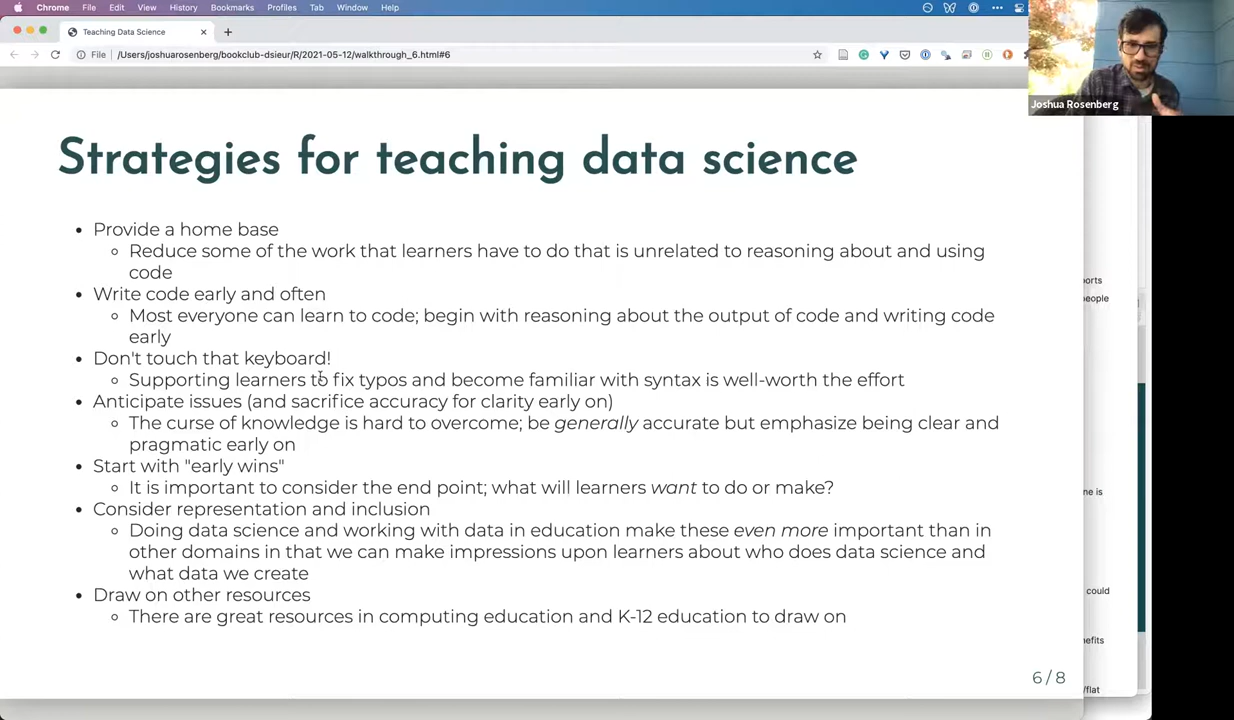 Chrome File Edit View History Bookmarks Profiles Tab Window Help
Teaching Data Science
File /Users/joshuarosenberg/bookclub-dsieur/R/2021-05-12/walkthrough_6.html#6
Joshua Rosenberg
Strategies for teaching data science
• Provide a home base
Reduce some of the work that learners have to do that is unrelated to reasoning about and using
code
• Write code early and often
Most everyone can learn to code; begin with reasoning about the output of code and writing code
early
• Don't touch that keyboard!
Supporting learners to fix typos and become familiar with syntax is well-worth the effort
• Anticipate issues (and sacrifice accuracy for clarity early on)
The curse of knowledge is hard to overcome; be generally accurate but emphasize being clear and
pragmatic early on
• Start with "early wins"
It is important to consider the end point; what will learners want to do or make?
• Consider representation and inclusion
Doing data science and working with data in education make these even more important than in
other domains in that we can make impressions upon learners about who does data science and
what data we create
• Draw on other resources
There are great resources in computing education and K-12 education to draw on
6 / 8
orts
people
ne is
could
nefits
/flat